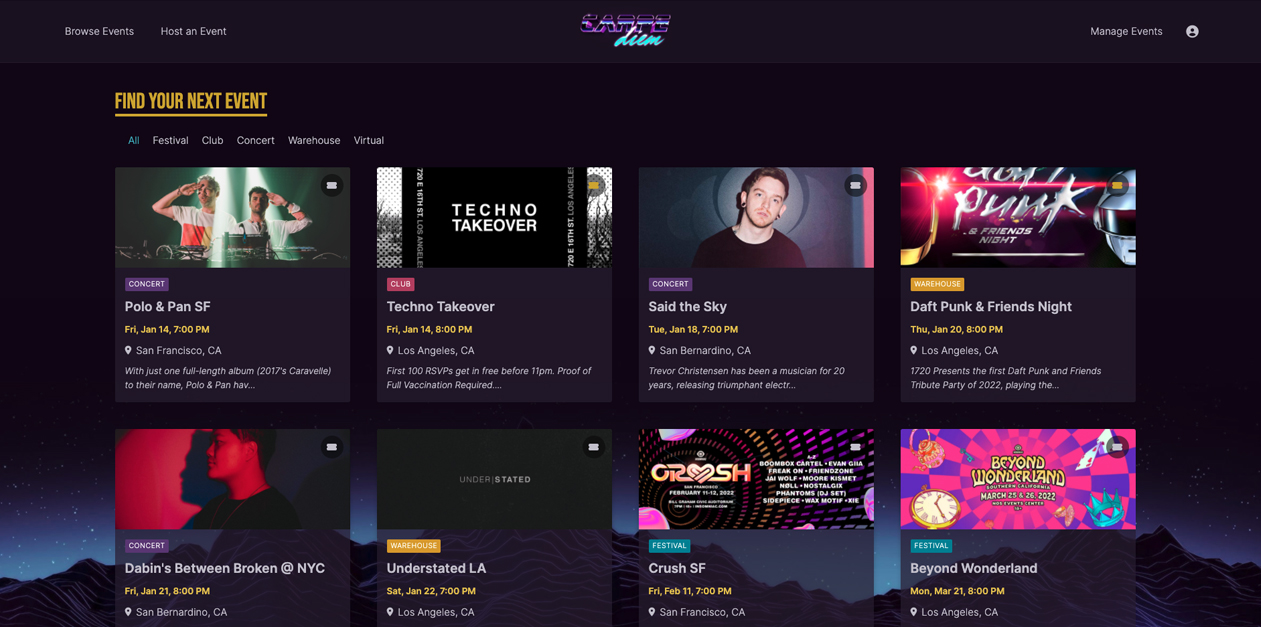 Browse Events
Host an Event
CARPE
diem
Manage Events
FIND YOUR NEXT EVENT
All
Festival
Club
Concert
Warehouse
Virtual
720 E 16TH ST. LOS ANGELES
TECHNO
TAKEOVER
720 E 16TH ST. LOS ANGELES
daft
punk
& FRIENDS
NIGHT
CONCERT
Polo & Pan SF
Fri, Jan 14, 7:00 PM
San Francisco, CA
With just one full-length album (2017's Caravelle)
to their name, Polo & Pan hav...
CLUB
Techno Takeover
Fri, Jan 14, 8:00 PM
Los Angeles, CA
First 100 RSVPs get in free before 11pm. Proof of
Full Vaccination Required....
CONCERT
Said the Sky
Tue, Jan 18, 7:00 PM
San Bernardino, CA
Trevor Christensen has been a musician for 20
years, releasing triumphant electr...
WAREHOUSE
Daft Punk & Friends Night
Thu, Jan 20, 8:00 PM
Los Angeles, CA
1720 Presents the first Daft Punk and Friends
Tribute Party of 2022, playing the...
UNDER|STATED
CRUSH
SAN FRANCISCO
FEBRUARY 11-12, 2022
BILL GRAHAM CIVIC AUDITORIUM
A-Z
BOOMBOX CARTEL • EVAN GIIA
FREAK ON • FRIENDZONE
JAI WOLF • MOORE KISMET
NØLL • NOSTALGIX
PHANTOMS (DJ SET)
SIDEPIECE • WAX MOTIF • XIE
BEYOND
WONDERLAND
SOUTHERN CALIFORNIA
MARCH 25 & 26, 2022
NOS EVENTS CENTER
CONCERT
Dabin's Between Broken @ NYC
Fri, Jan 21, 8:00 PM
San Bernardino, CA
WAREHOUSE
Understated LA
Sat, Jan 22, 7:00 PM
Los Angeles, CA
FESTIVAL
Crush SF
Fri, Feb 11, 7:00 PM
San Francisco, CA
FESTIVAL
Beyond Wonderland
Mon, Mar 21, 8:00 PM
Los Angeles, CA